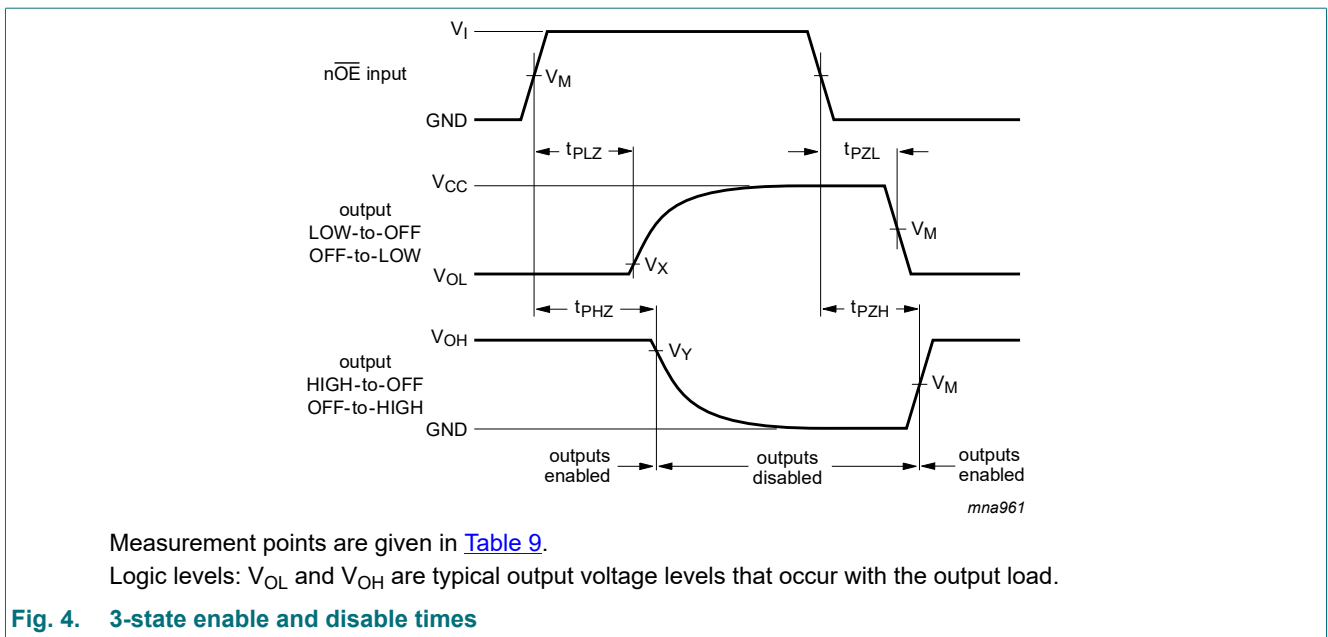 VI
nOE input
VM
GND
tPLZ
tPZL
VCC
output
LOW-to-OFF
OFF-to-LOW
VM
VX
VOL
tPHZ
tPZH
VOH
output
HIGH-to-OFF
OFF-to-HIGH
VY
VM
GND
outputs
enabled
outputs
disabled
outputs
enabled
mna961
Measurement points are given in Table 9.
Logic levels: VOL and VOH are typical output voltage levels that occur with the output load.
Fig. 4. 3-state enable and disable times